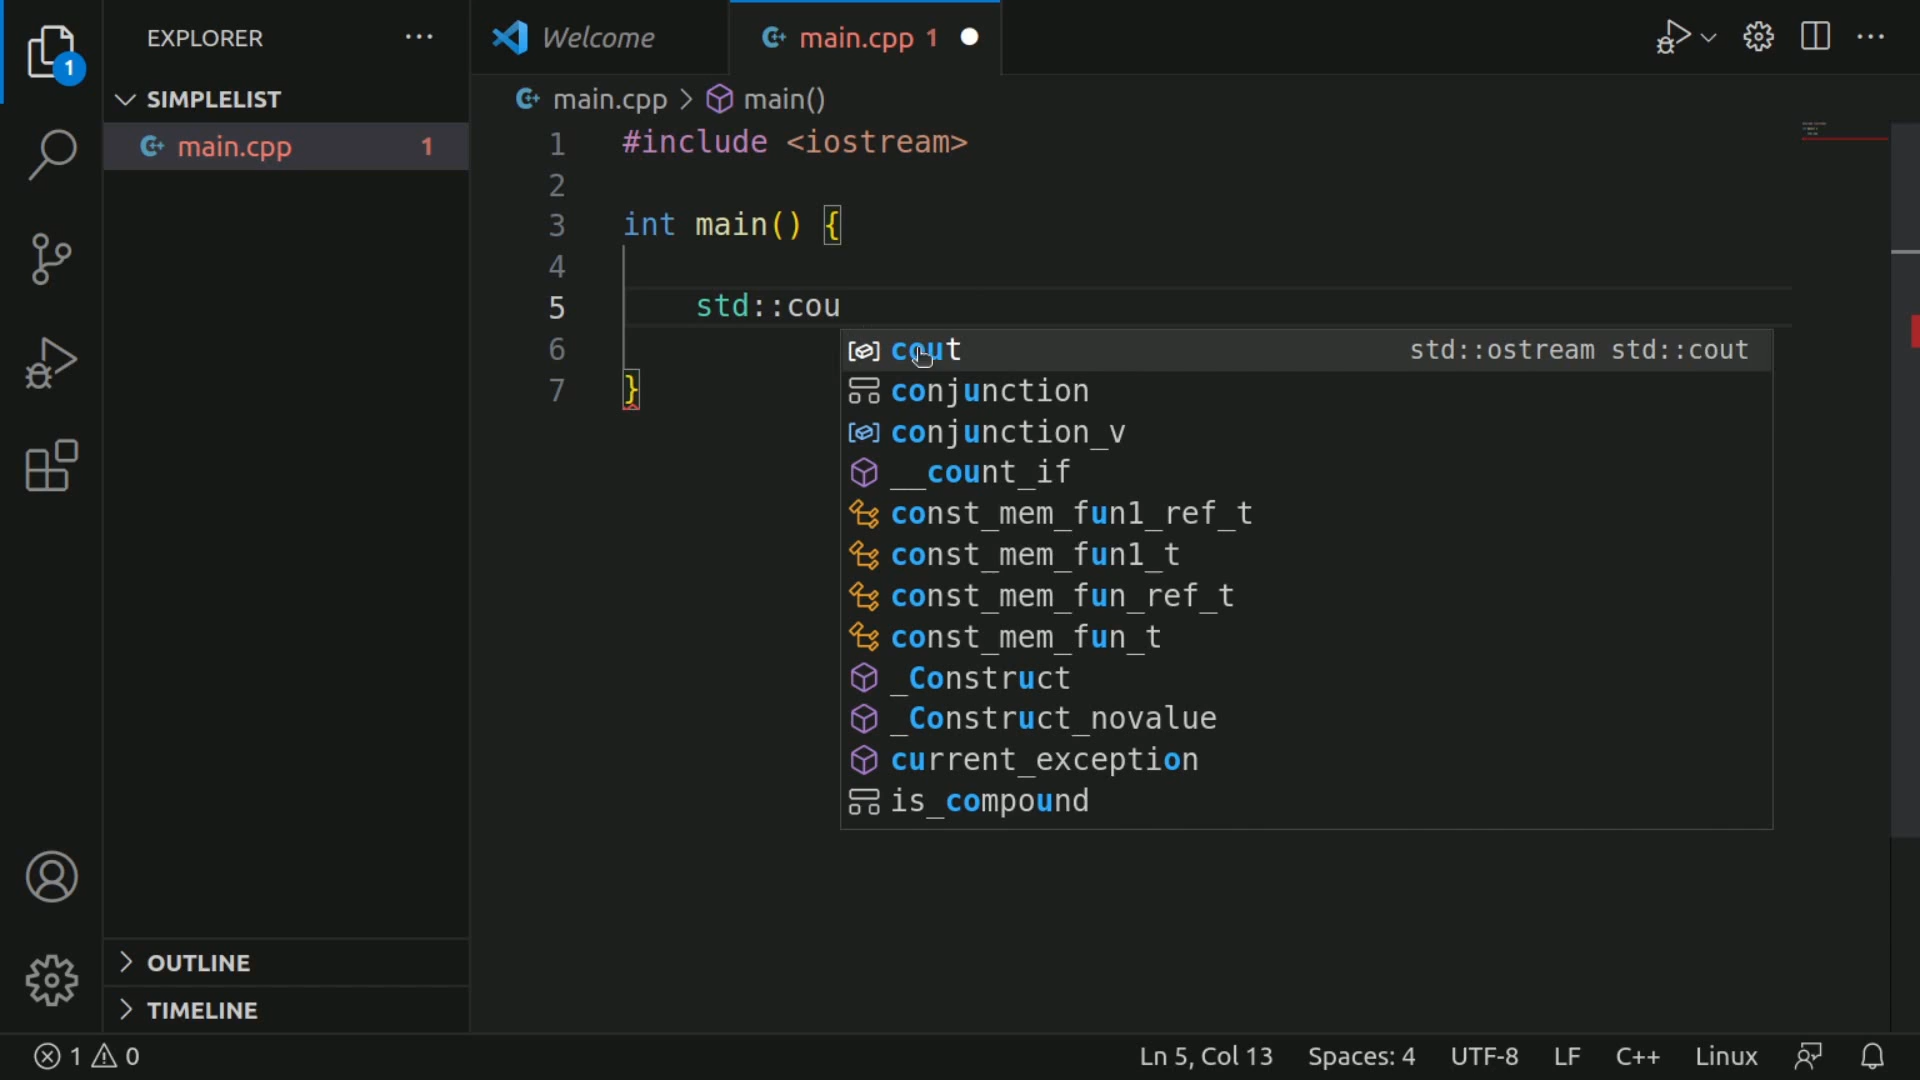 EXPLORER
Welcome
main.cpp 1
1
SIMPLELIST
main.cpp > main()
main.cpp 1
1 #include <iostream>
2
3 int main() {
4
5 std::cou
6
7 }
cout std::ostream std::cout
conjunction
conjunction_v
__count_if
const_mem_fun1_ref_t
const_mem_fun1_t
const_mem_fun_ref_t
const_mem_fun_t
_Construct
_Construct_novalue
current_exception
is_compound
OUTLINE
TIMELINE
1 0 Ln 5, Col 13 Spaces: 4 UTF-8 LF C++ Linux